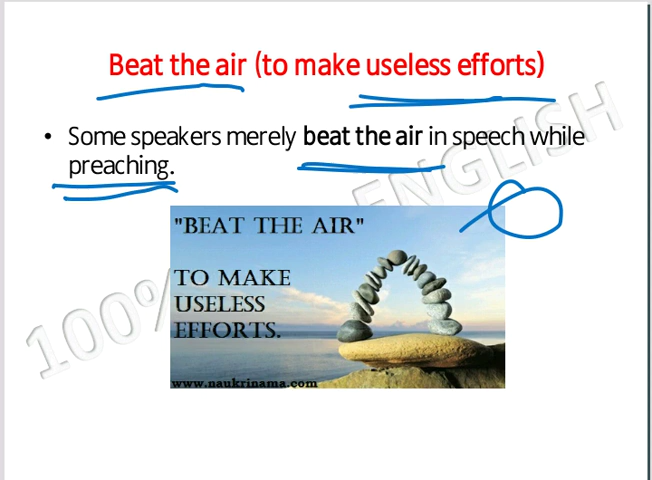 Beat the air (to make useless efforts)
• Some speakers merely beat the air in speech while
preaching.
"BEAT THE AIR"
TO MAKE
USELESS
EFFORTS.
www.naukrinama.com
100% ENGLISH